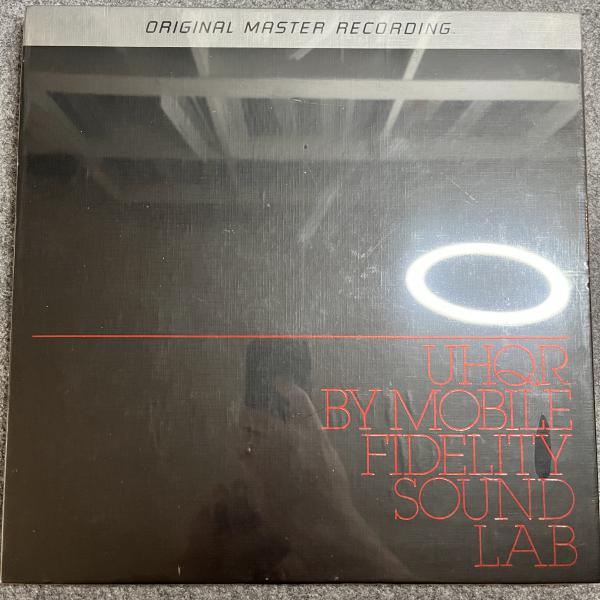 ORIGINAL MASTER RECORDING
UHQR
BY MOBILE
FIDELITY
SOUND
LAB